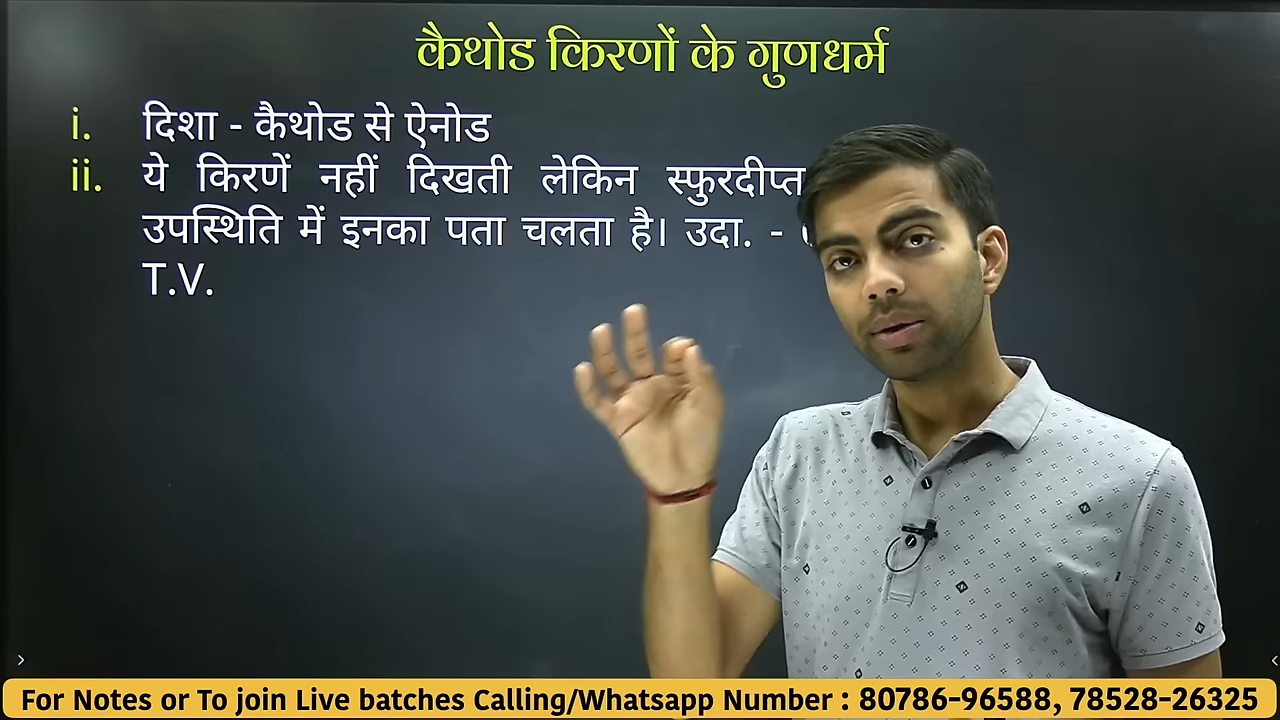 कैथोड किरणों के गुणधर्म
i. दिशा - कैथोड से ऐनोड
ii. ये किरणें नहीं दिखती लेकिन स्फुरदीप्त
उपस्थिति में इनका पता चलता है। उदा. -
T.V.
For Notes or To join Live batches Calling/Whatsapp Number : 80786-96588, 78528-26325